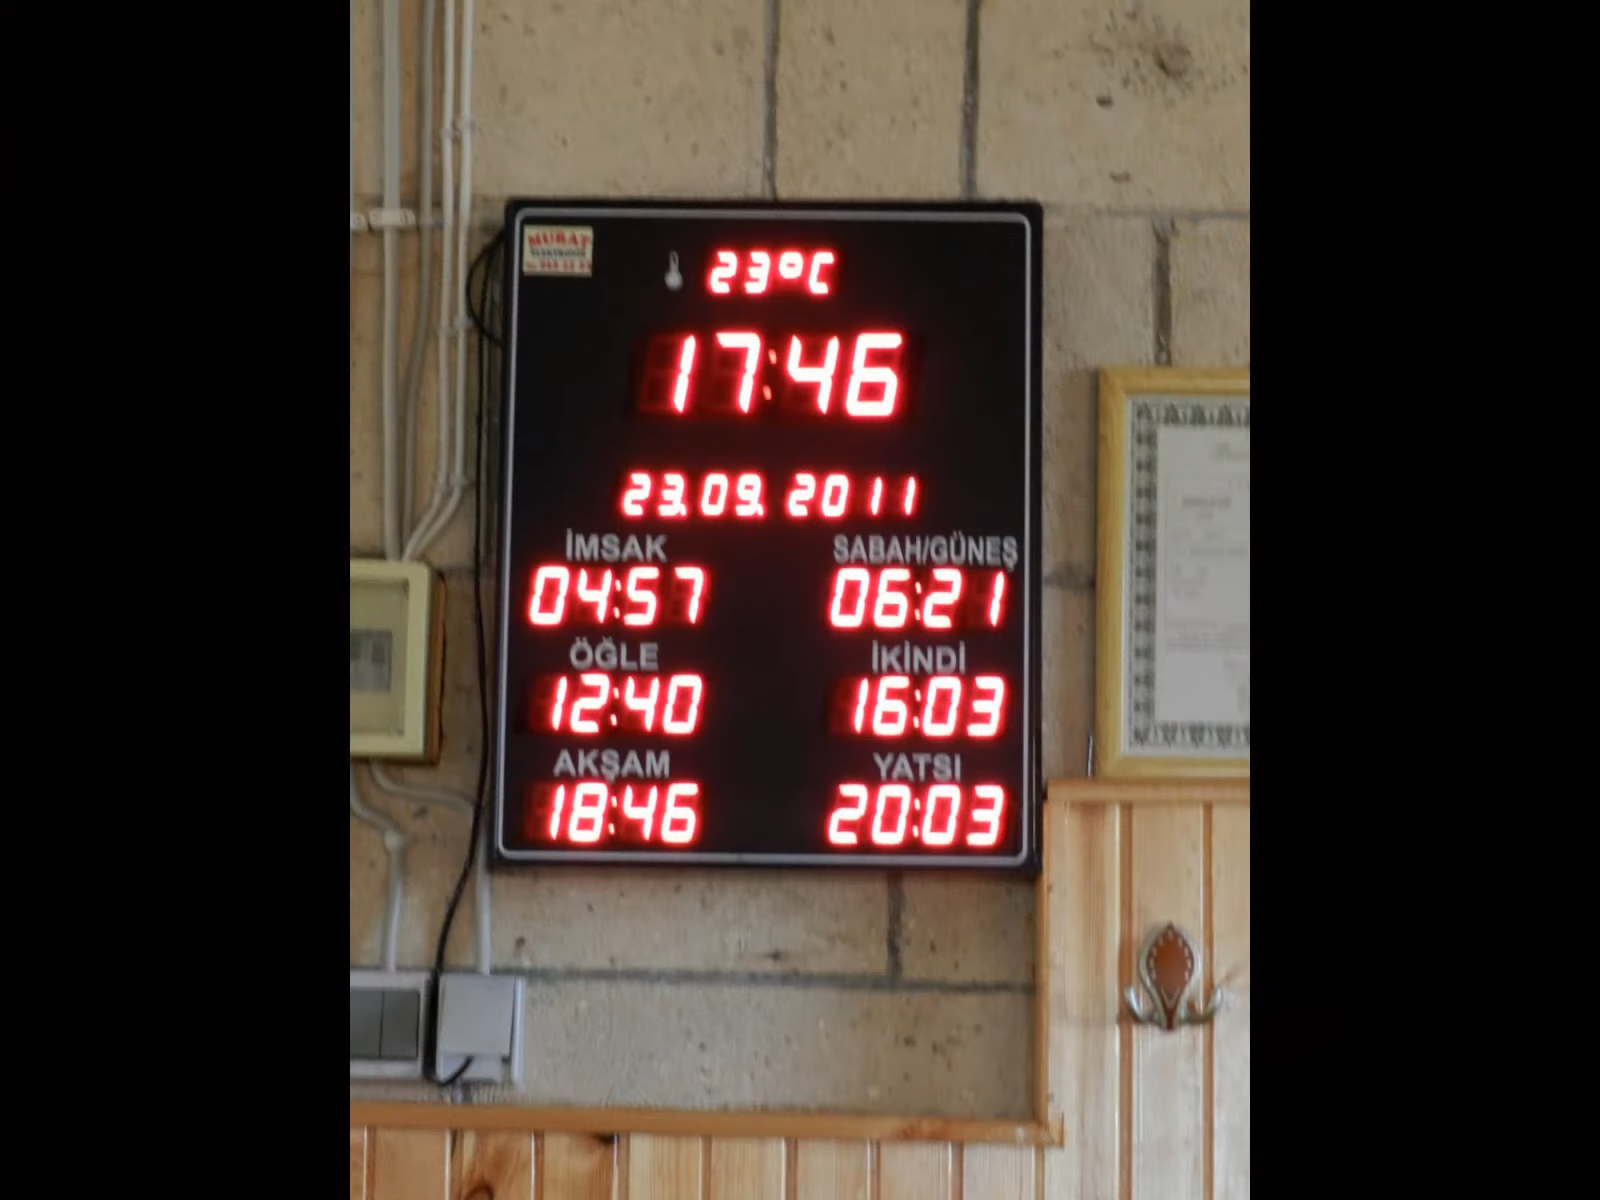 MURAT
23°C
17:46
23.09.2011
İMSAK SABAH/GÜNEŞ
04:57 06:21
ÖĞLE İKİNDİ
12:40 16:03
AKŞAM YATSI
18:46 20:03